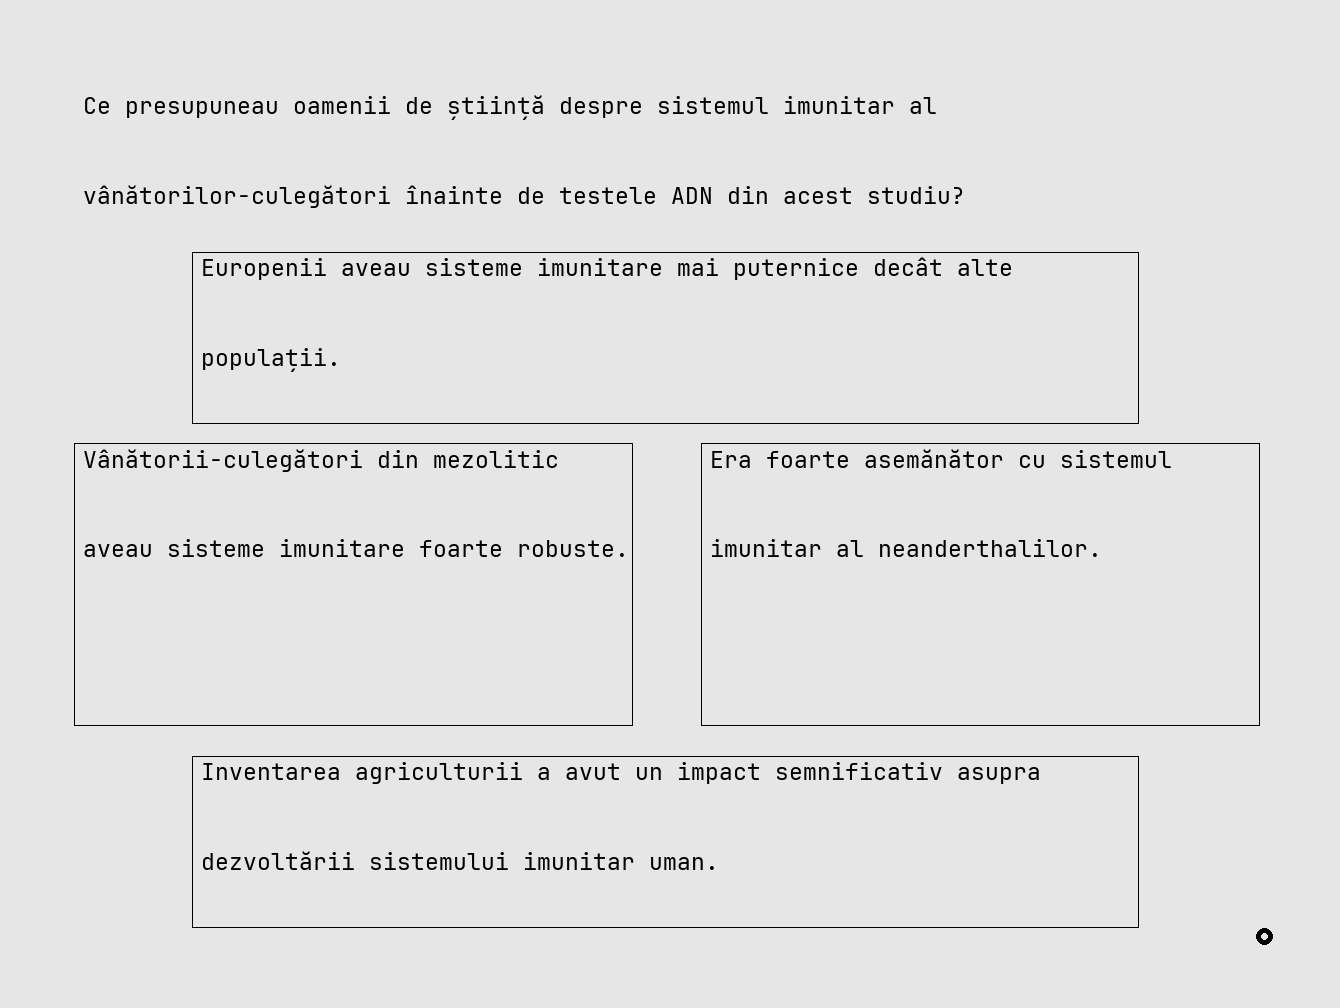 Ce presupuneau oamenii de știință despre sistemul imunitar al
vânătorilor-culegători înainte de testele ADN din acest studiu?
Europenii aveau sisteme imunitare mai puternice decât alte
populații.
Vânătorii-culegători din mezolitic
aveau sisteme imunitare foarte robuste.
Era foarte asemănător cu sistemul
imunitar al neanderthalilor.
Inventarea agriculturii a avut un impact semnificativ asupra
dezvoltării sistemului imunitar uman.